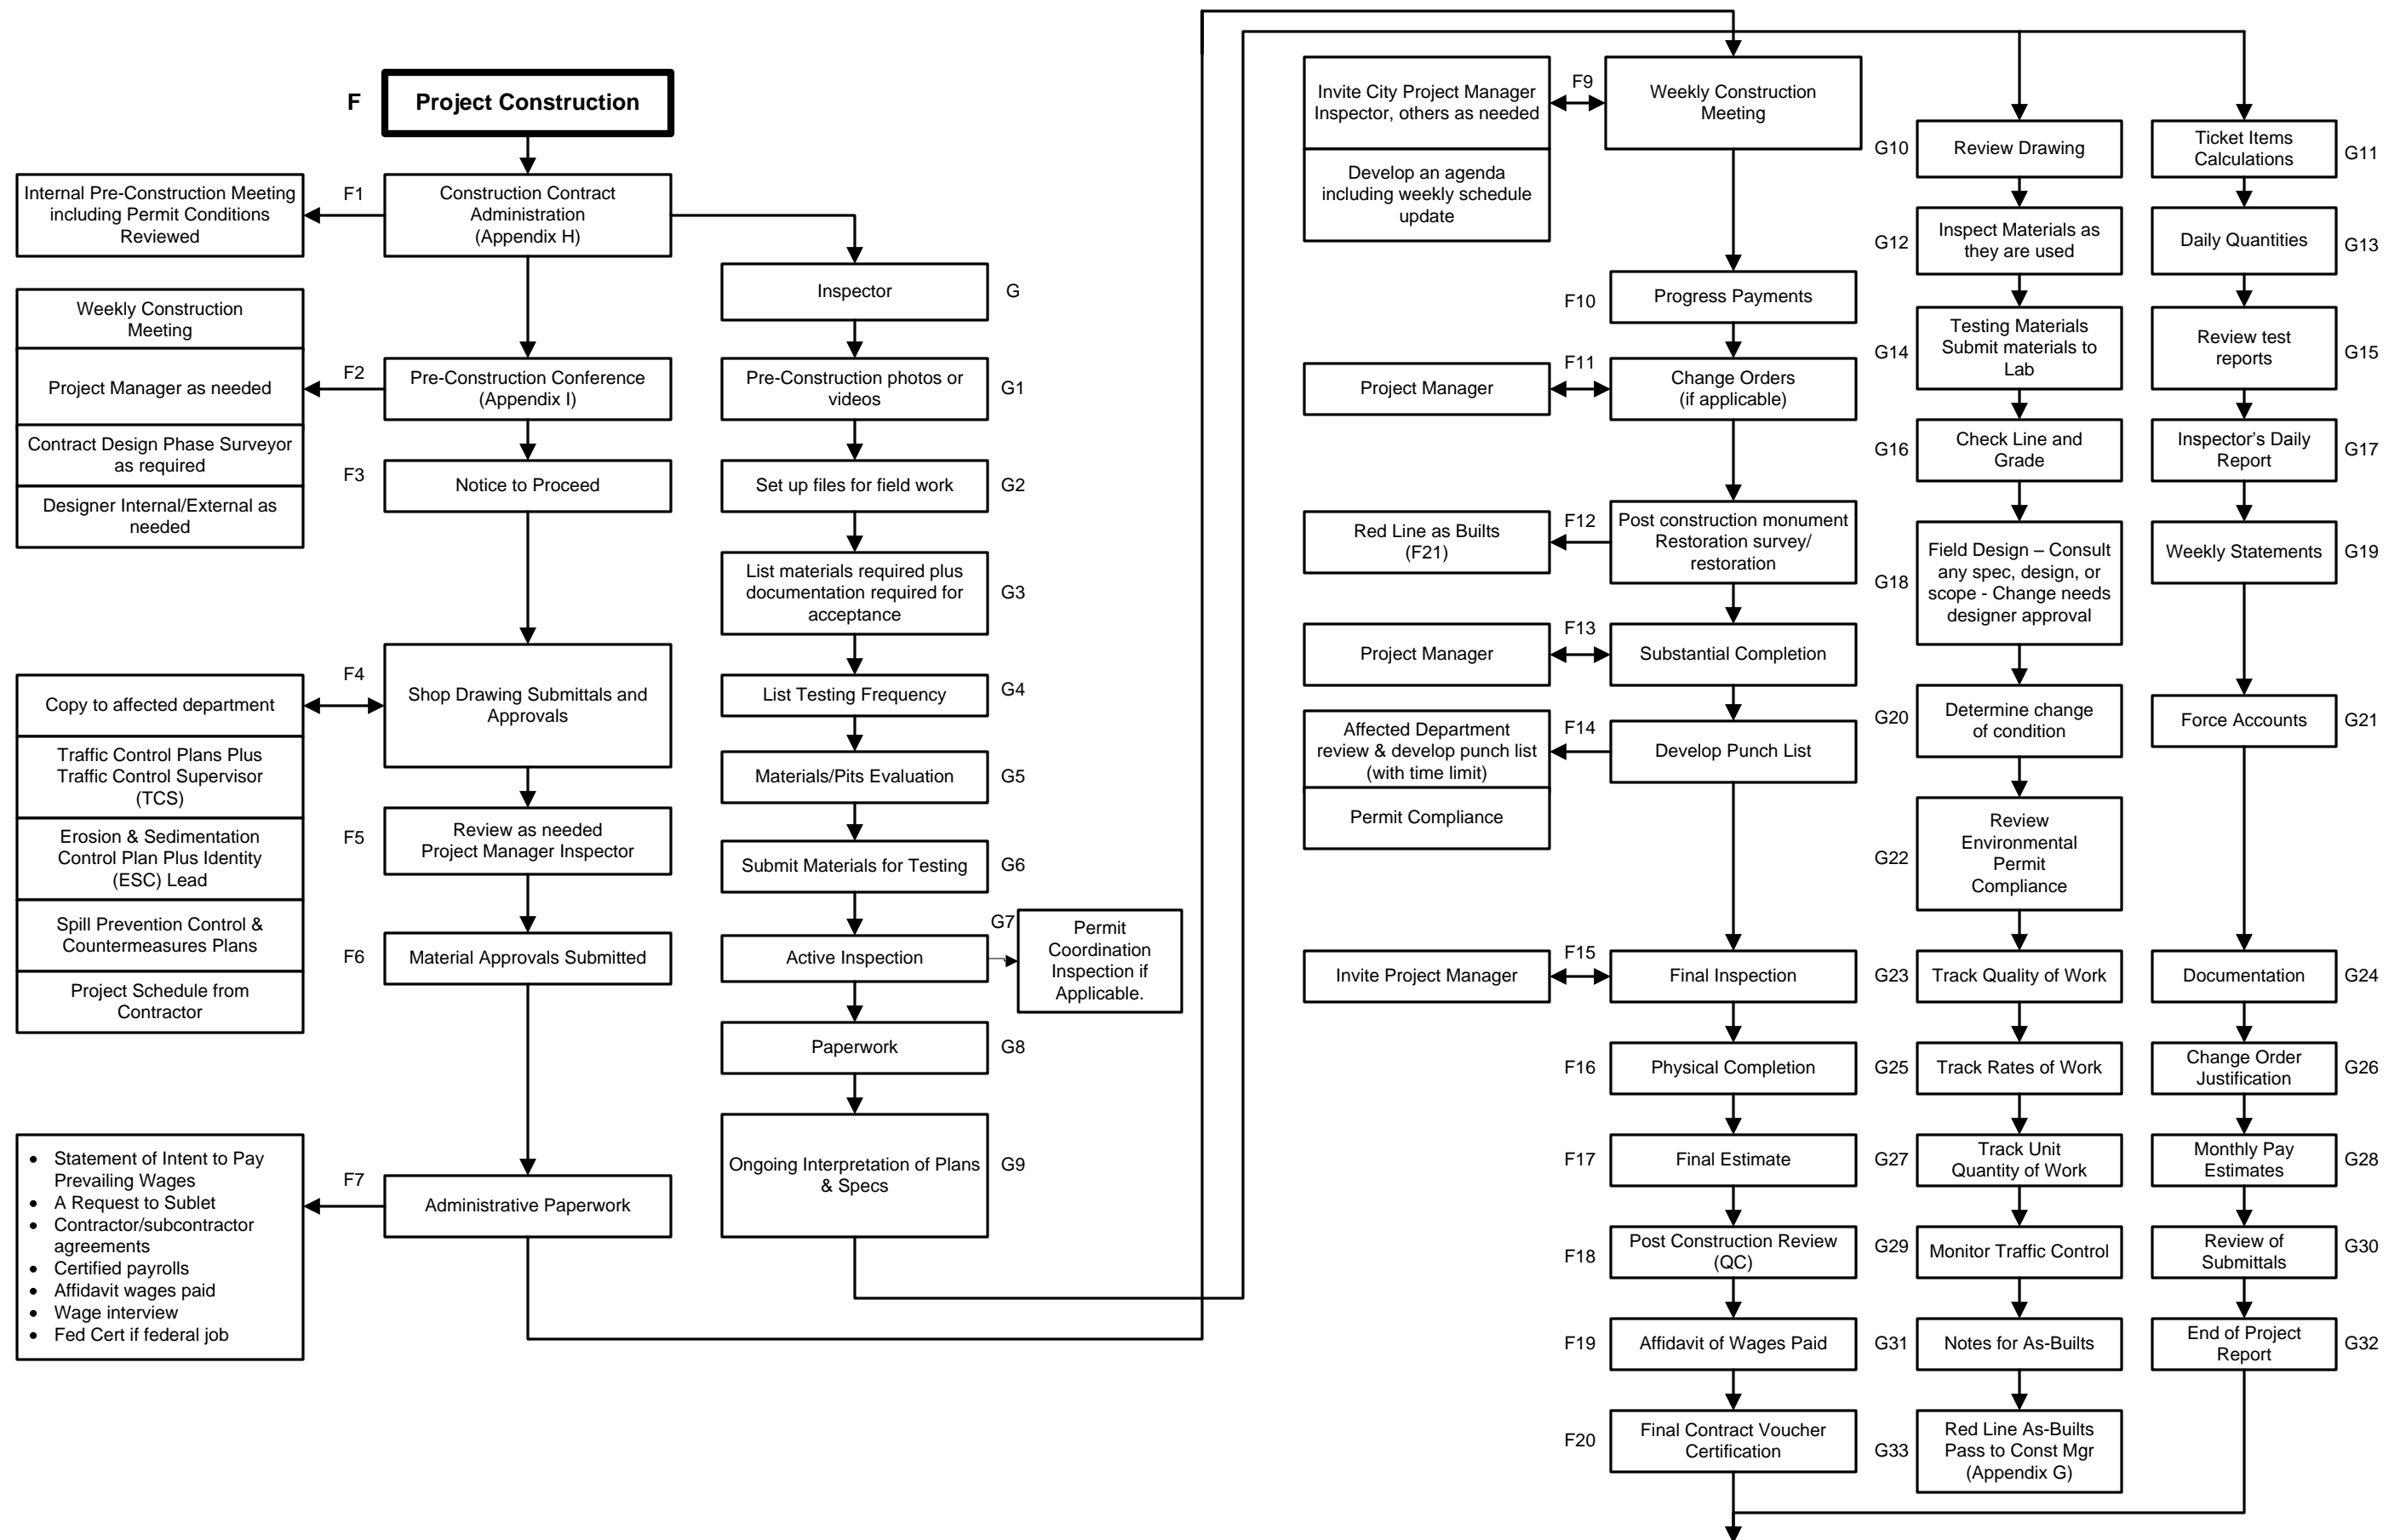 F
Project Construction
Internal Pre-Construction Meeting
including Permit Conditions
Reviewed
F1
Construction Contract
Administration
(Appendix H)
Weekly Construction
Meeting
Project Manager as needed
Contract Design Phase Surveyor
as required
Designer Internal/External as
needed
F2
Pre-Construction Conference
(Appendix I)
F3
Notice to Proceed
Copy to affected department
Traffic Control Plans Plus
Traffic Control Supervisor
(TCS)
Erosion & Sedimentation
Control Plan Plus Identity
(ESC) Lead
Spill Prevention Control &
Countermeasures Plans
Project Schedule from
Contractor
F4
Shop Drawing Submittals and
Approvals
F5
Review as needed
Project Manager Inspector
F6
Material Approvals Submitted
• Statement of Intent to Pay
Prevailing Wages
• A Request to Sublet
• Contractor/subcontractor
agreements
• Certified payrolls
• Affidavit wages paid
• Wage interview
• Fed Cert if federal job
F7
Administrative Paperwork
Inspector
G
Pre-Construction photos or
videos
G1
Set up files for field work
G2
List materials required plus
documentation required for
acceptance
G3
List Testing Frequency
G4
Materials/Pits Evaluation
G5
Submit Materials for Testing
G6
Active Inspection
G7
Permit
Coordination
Inspection if
Applicable.
Paperwork
G8
Ongoing Interpretation of Plans
& Specs
G9
Invite City Project Manager
Inspector, others as needed
Develop an agenda
including weekly schedule
update
F9
Weekly Construction
Meeting
F10
Progress Payments
Project Manager
F11
Change Orders
(if applicable)
Red Line as Builts
(F21)
F12
Post construction monument
Restoration survey/
restoration
Project Manager
F13
Substantial Completion
Affected Department
review & develop punch list
(with time limit)
Permit Compliance
F14
Develop Punch List
Invite Project Manager
F15
Final Inspection
F16
Physical Completion
F17
Final Estimate
F18
Post Construction Review
(QC)
F19
Affidavit of Wages Paid
F20
Final Contract Voucher
Certification
G10
Review Drawing
G12
Inspect Materials as
they are used
G14
Testing Materials
Submit materials to
Lab
G16
Check Line and
Grade
G18
Field Design – Consult
any spec, design, or
scope - Change needs
designer approval
G20
Determine change
of condition
G22
Review
Environmental
Permit
Compliance
G23
Track Quality of Work
G25
Track Rates of Work
G27
Track Unit
Quantity of Work
G29
Monitor Traffic Control
G31
Notes for As-Builts
G33
Red Line As-Builts
Pass to Const Mgr
(Appendix G)
Ticket Items
Calculations
G11
Daily Quantities
G13
Review test
reports
G15
Inspector’s Daily
Report
G17
Weekly Statements
G19
Force Accounts
G21
Documentation
G24
Change Order
Justification
G26
Monthly Pay
Estimates
G28
Review of
Submittals
G30
End of Project
Report
G32